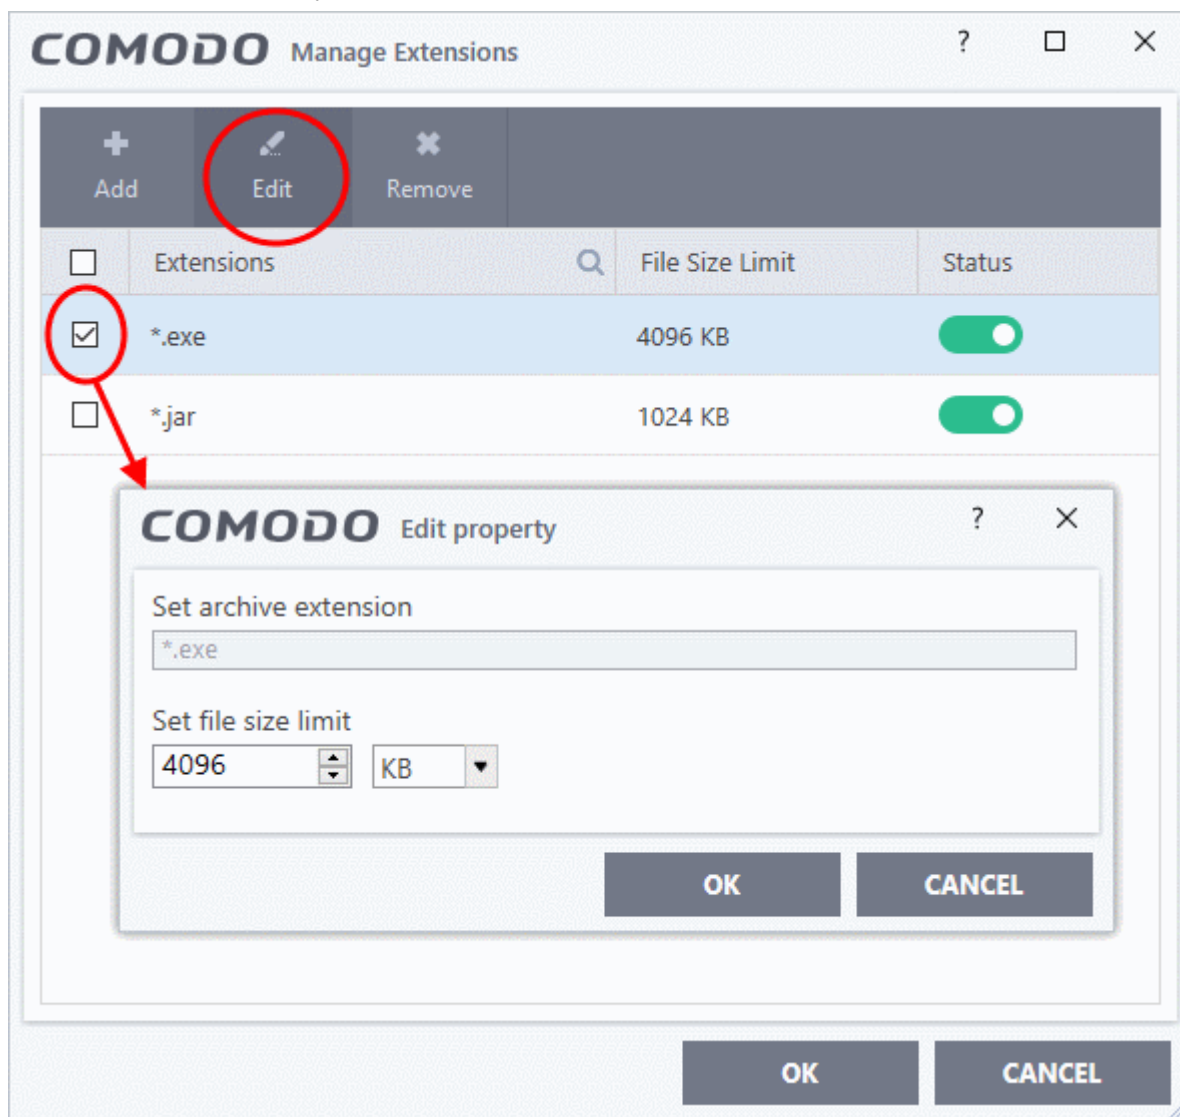 COMODO Manage Extensions ?
Add Edit Remove
Extensions File Size Limit Status
*.exe 4096 KB
*.jar 1024 KB
COMODO Edit property ?
Set archive extension
*.exe
Set file size limit
4096 KB
OK CANCEL
OK CANCEL